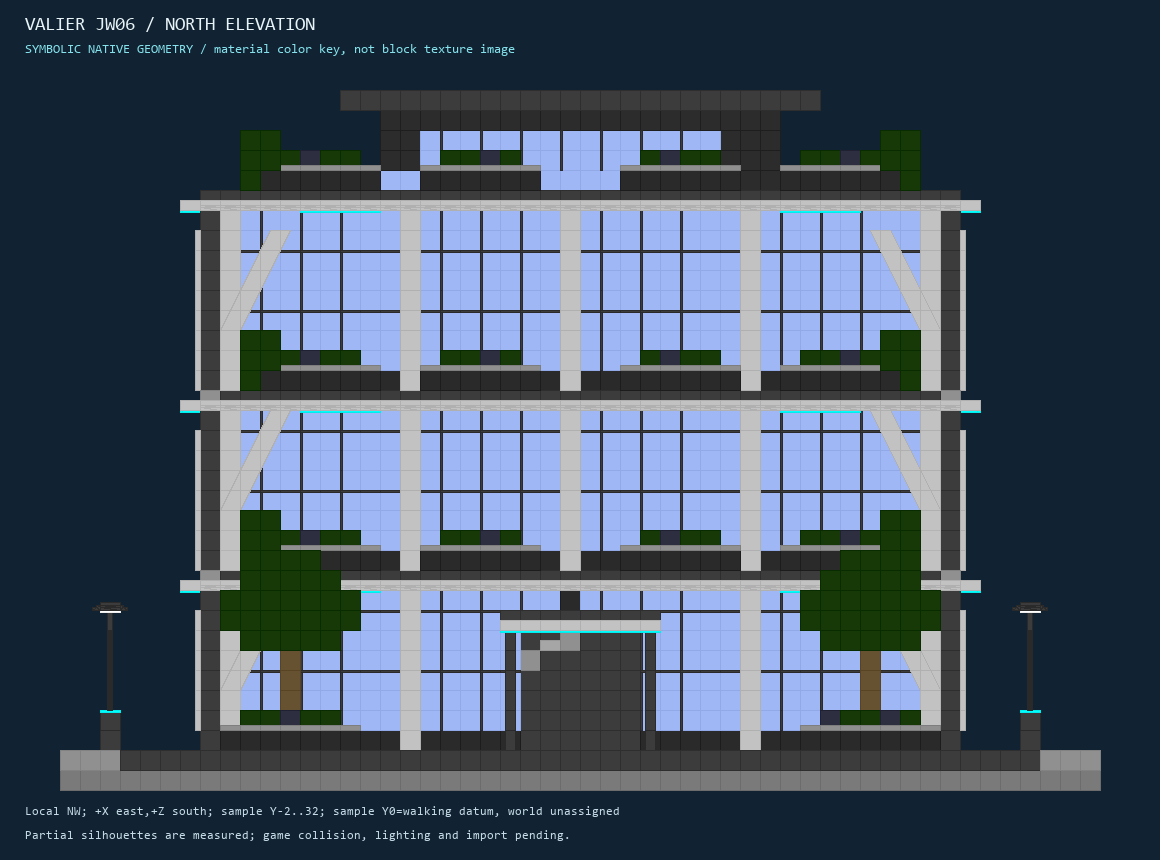 VALIER JW06 / NORTH ELEVATION
SYMBOLIC NATIVE GEOMETRY / material color key, not block texture image
Local NW; +X east,+Z south; sample Y-2..32; sample Y0=walking datum, world unassigned
Partial silhouettes are measured; game collision, lighting and import pending.